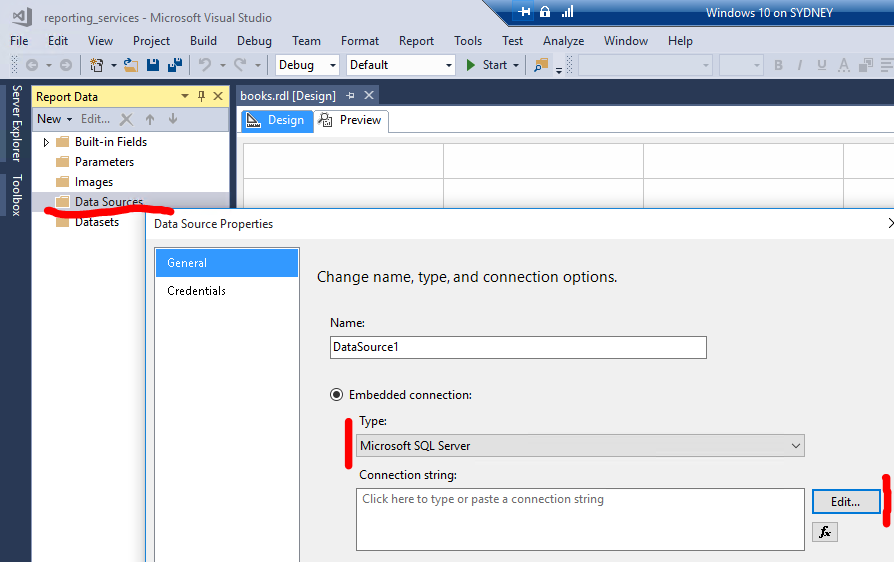 reporting_services - Microsoft Visual Studio
Windows 10 on SYDNEY
File Edit View Project Build Debug Team Format Report Tools Test Analyze Window Help
Debug Default Start B I U A
Server Explorer
Toolbox
Report Data
New Edit...
Built-in Fields
Parameters
Images
Data Sources
Datasets
books.rdl [Design]
Design Preview
Data Source Properties
General
Credentials
Change name, type, and connection options.
Name:
DataSource1
Embedded connection:
Type:
Microsoft SQL Server
Connection string:
Click here to type or paste a connection string
Edit...
fx